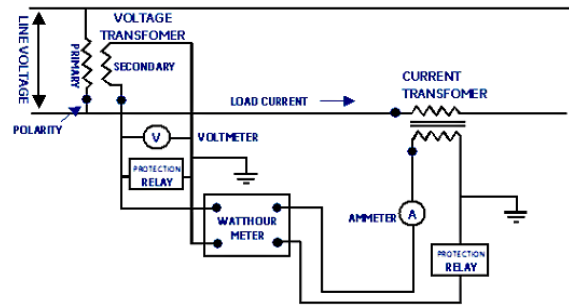 LINE VOLTAGE
VOLTAGE
TRANSFOMER
PRIMARY
SECONDARY
POLARITY
LOAD CURRENT
CURRENT
TRANSFOMER
V
VOLTMETER
PROTECTION
RELAY
WATTHOUR
METER
AMMETER
A
PROTECTION
RELAY